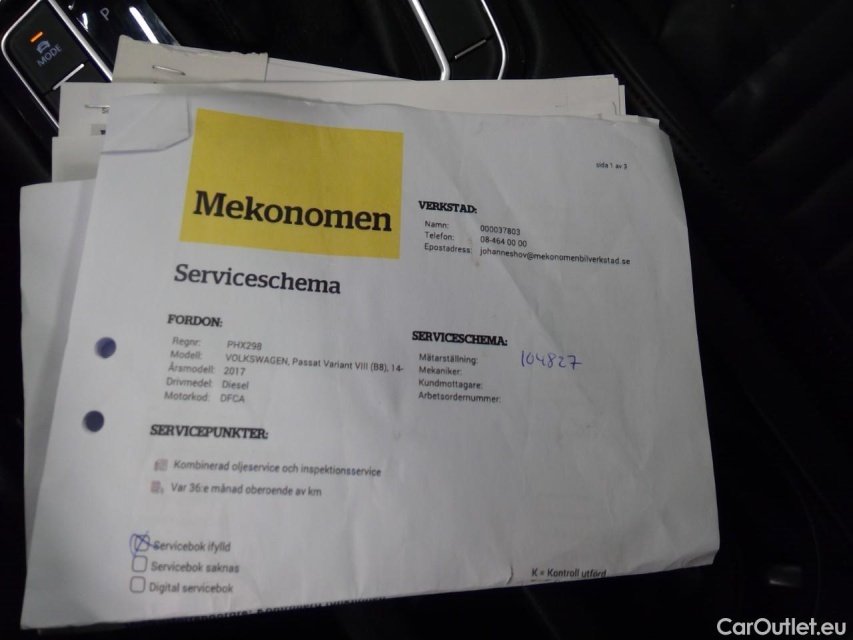 P
MODE
sida 1 av 3
Mekonomen
Serviceschema
VERKSTAD:
Namn: 000037803
Telefon: 08-464 00 00
Epostadress: johanneshov@mekonomenbilverkstad.se
FORDON:
Regnr: PHX298
Modell: VOLKSWAGEN, Passat Variant VIII (B8), 14-
Årsmodell: 2017
Drivmedel: Diesel
Motorkod: DFCA
SERVICESCHEMA:
Mätarställning: 104827
Mekaniker:
Kundmottagare:
Arbetsordernummer:
SERVICEPUNKTER:
Kombinerad oljeservice och inspektionsservice
Var 36:e månad oberoende av km
Servicebok ifylld
Servicebok saknas
Digital servicebok
K = Kontroll utförd
CarOutlet.eu